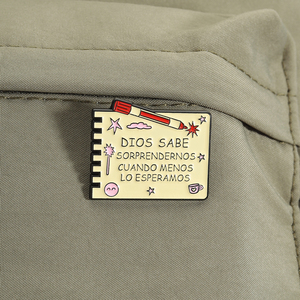 DIOS SABE
SORPRENDERNOS
CUANDO MENOS
LO ESPERAMOS